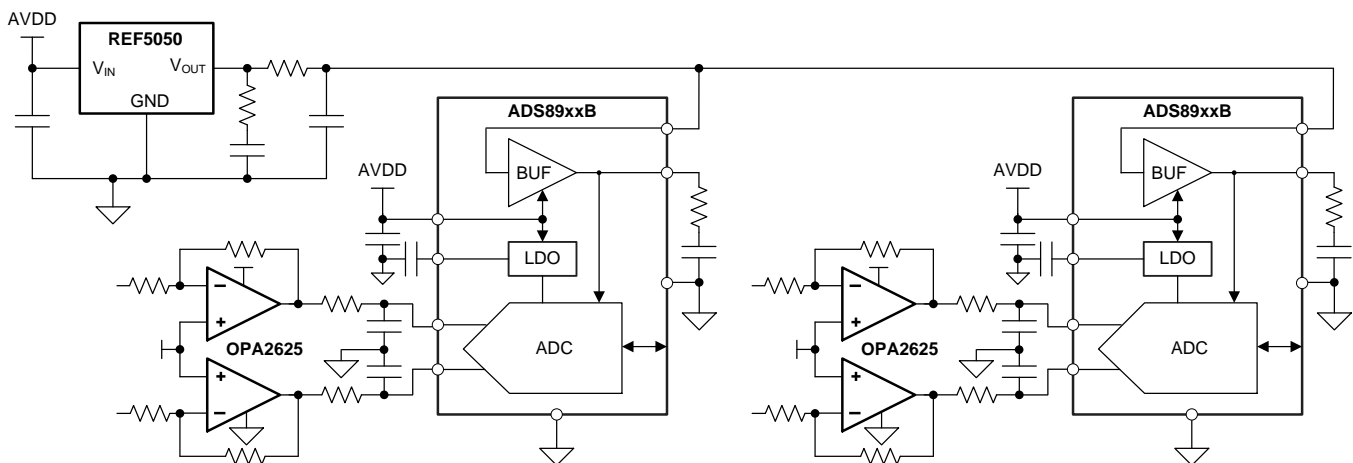 AVDD
REF5050
VIN
VOUT
GND
ADS89xxB
AVDD
BUF
LDO
ADC
OPA2625
ADS89xxB
AVDD
BUF
LDO
ADC
OPA2625